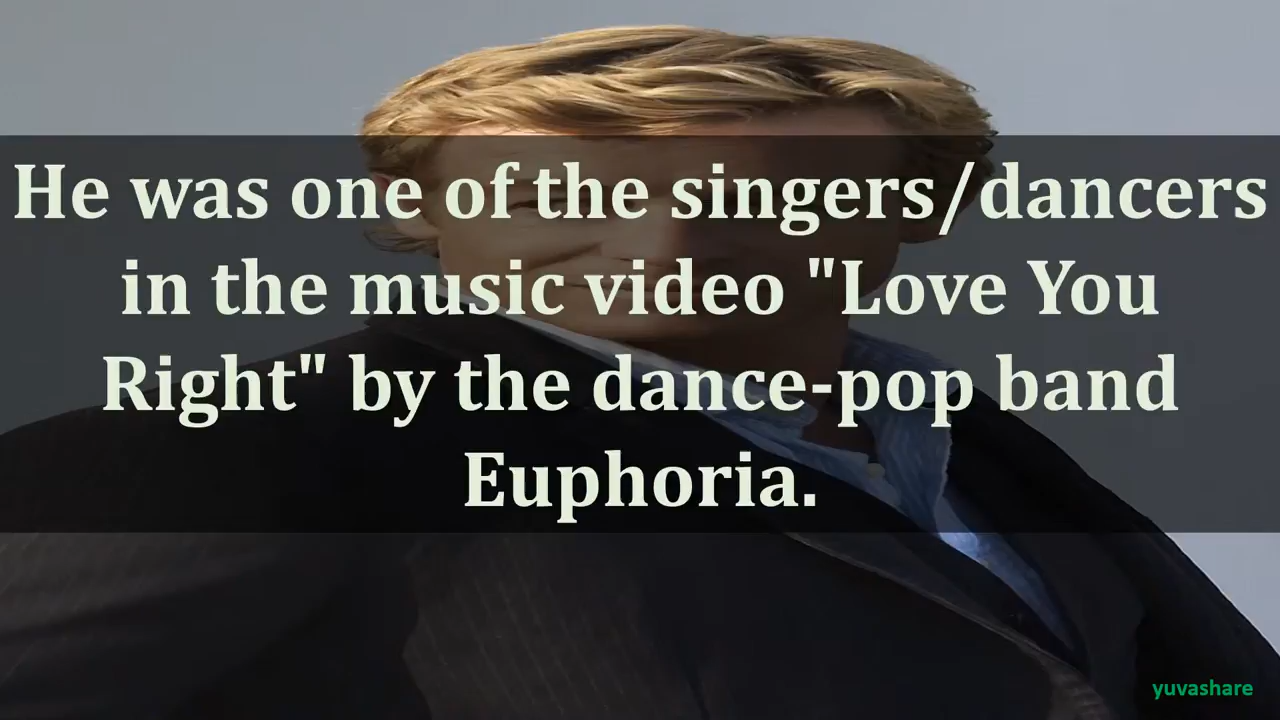 He was one of the singers/dancers
in the music video "Love You
Right" by the dance-pop band
Euphoria.
yuvashare